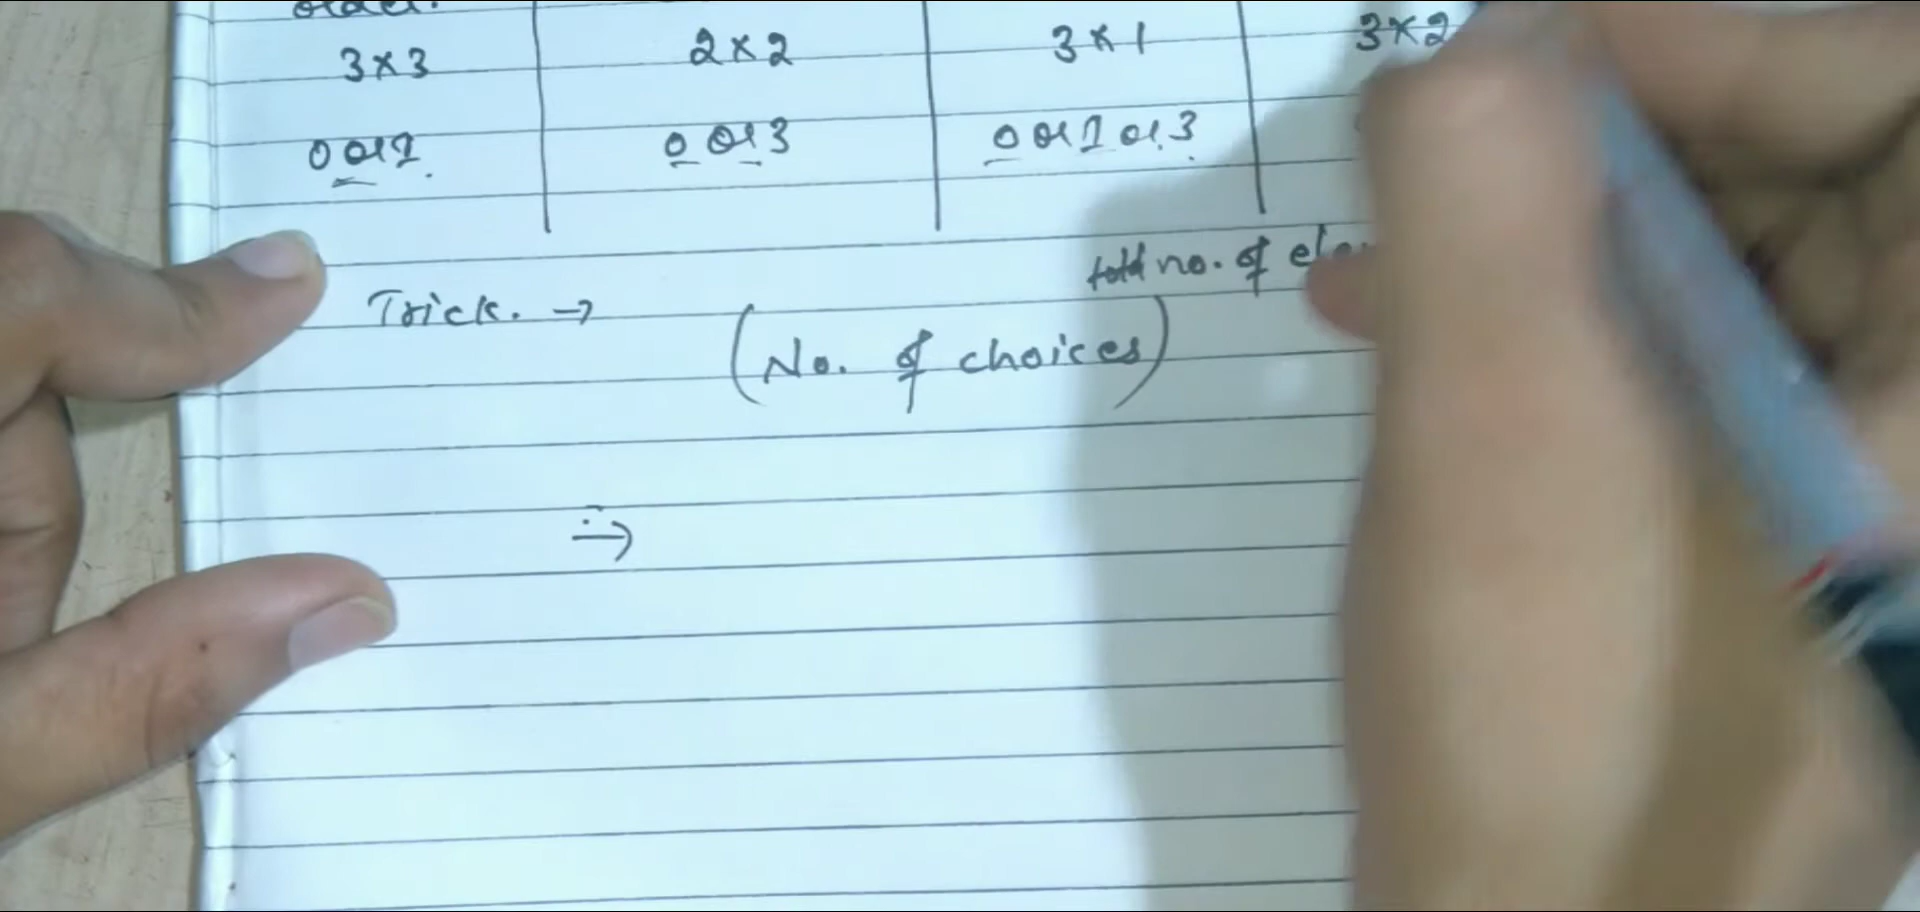 order.
3×3 2×2 3×1 3×2
0 or 1 0 or 3 0 or 1 or 3
total no. of
Trick. →
(No. of choices)
⇒